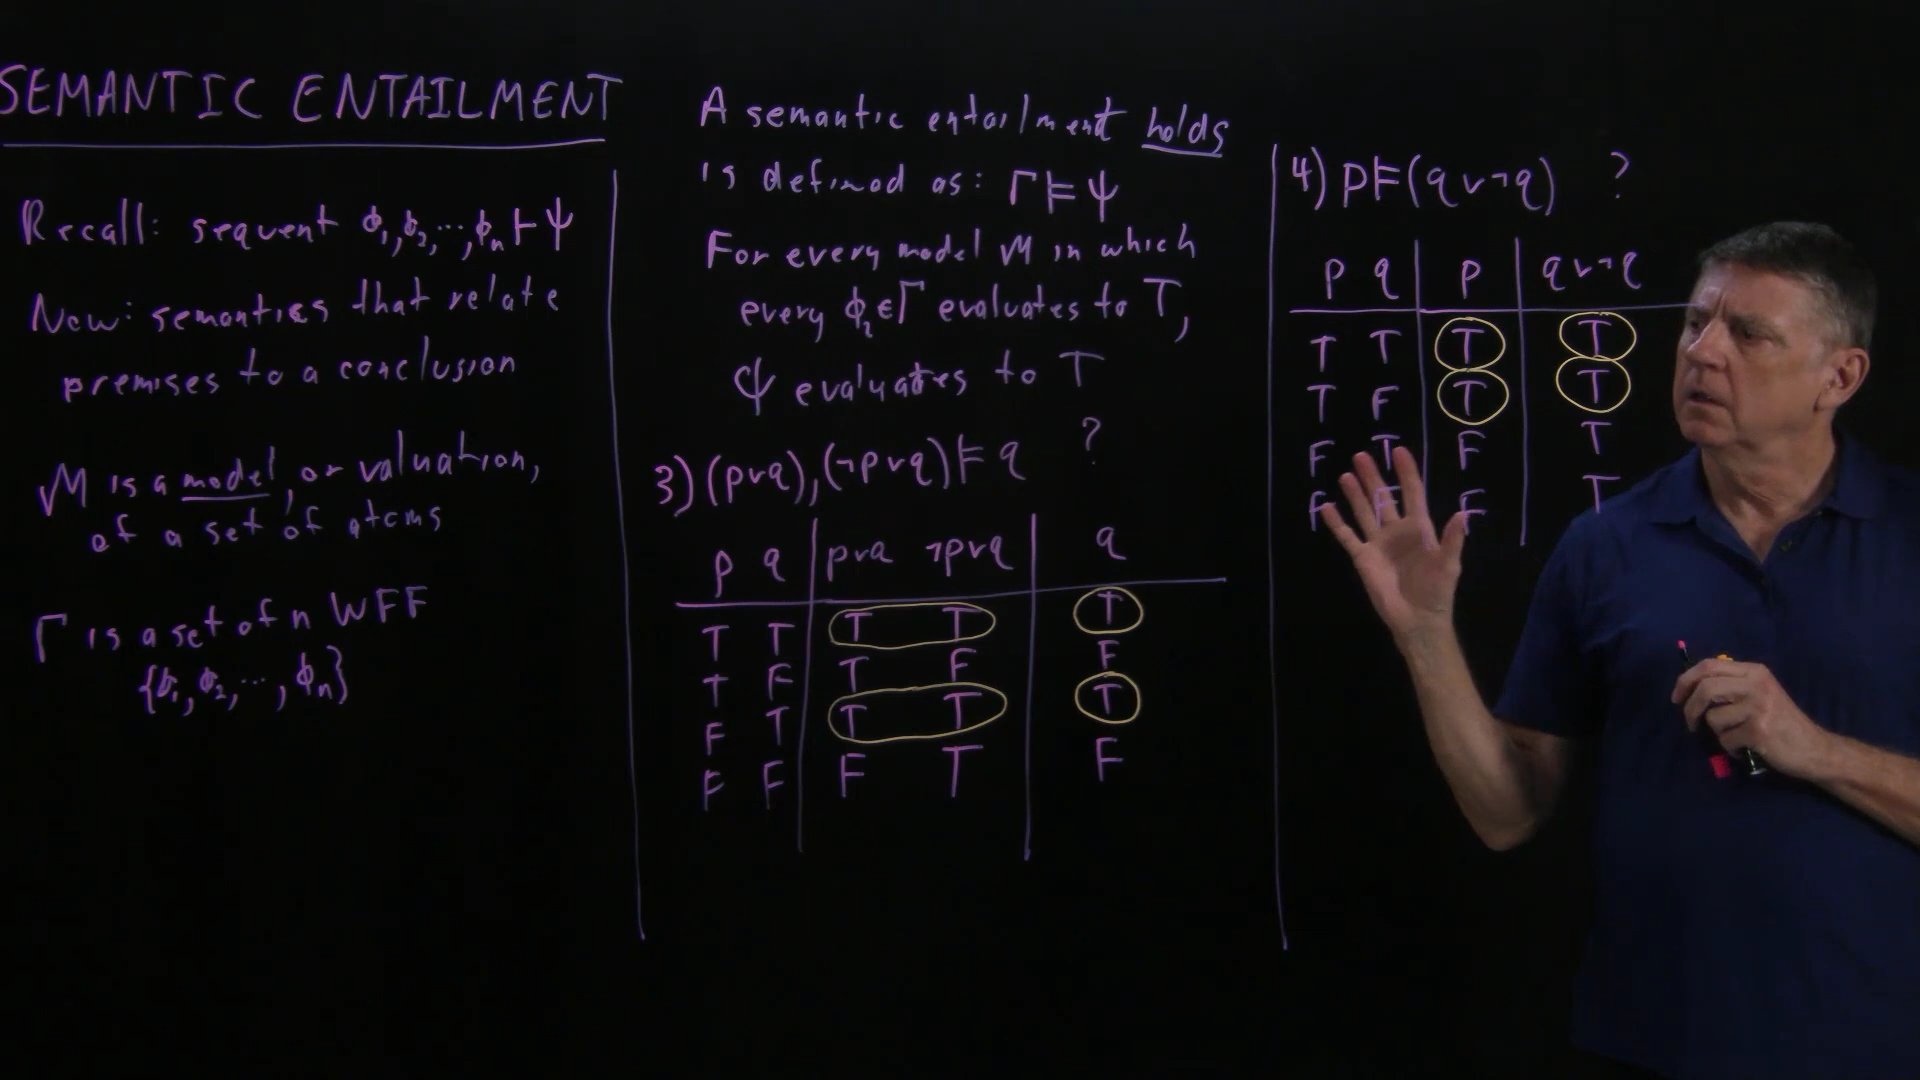 SEMANTIC ENTAILMENT
Recall: sequent ϕ₁,ϕ₂,...,ϕₙ ⊢ ψ
New: semantics that relate
premises to a conclusion
M is a model, or valuation,
of a set of atoms
Γ is a set of n WFF
{ϕ₁, ϕ₂, ..., ϕₙ}
A semantic entailment holds
is defined as: Γ ⊨ ψ
For every model M in which
every ϕᵢ ∈ Γ evaluates to T,
ψ evaluates to T
3) (p∨q), (¬p∨q) ⊨ q ?
p q p∨q ¬p∨q q
T T T T T
T F T F F
F T T T T
F F F T F
4) p ⊨ (q∨¬q) ?
p q p q∨¬q
T T T T
T F T T
F T F T
F F F T